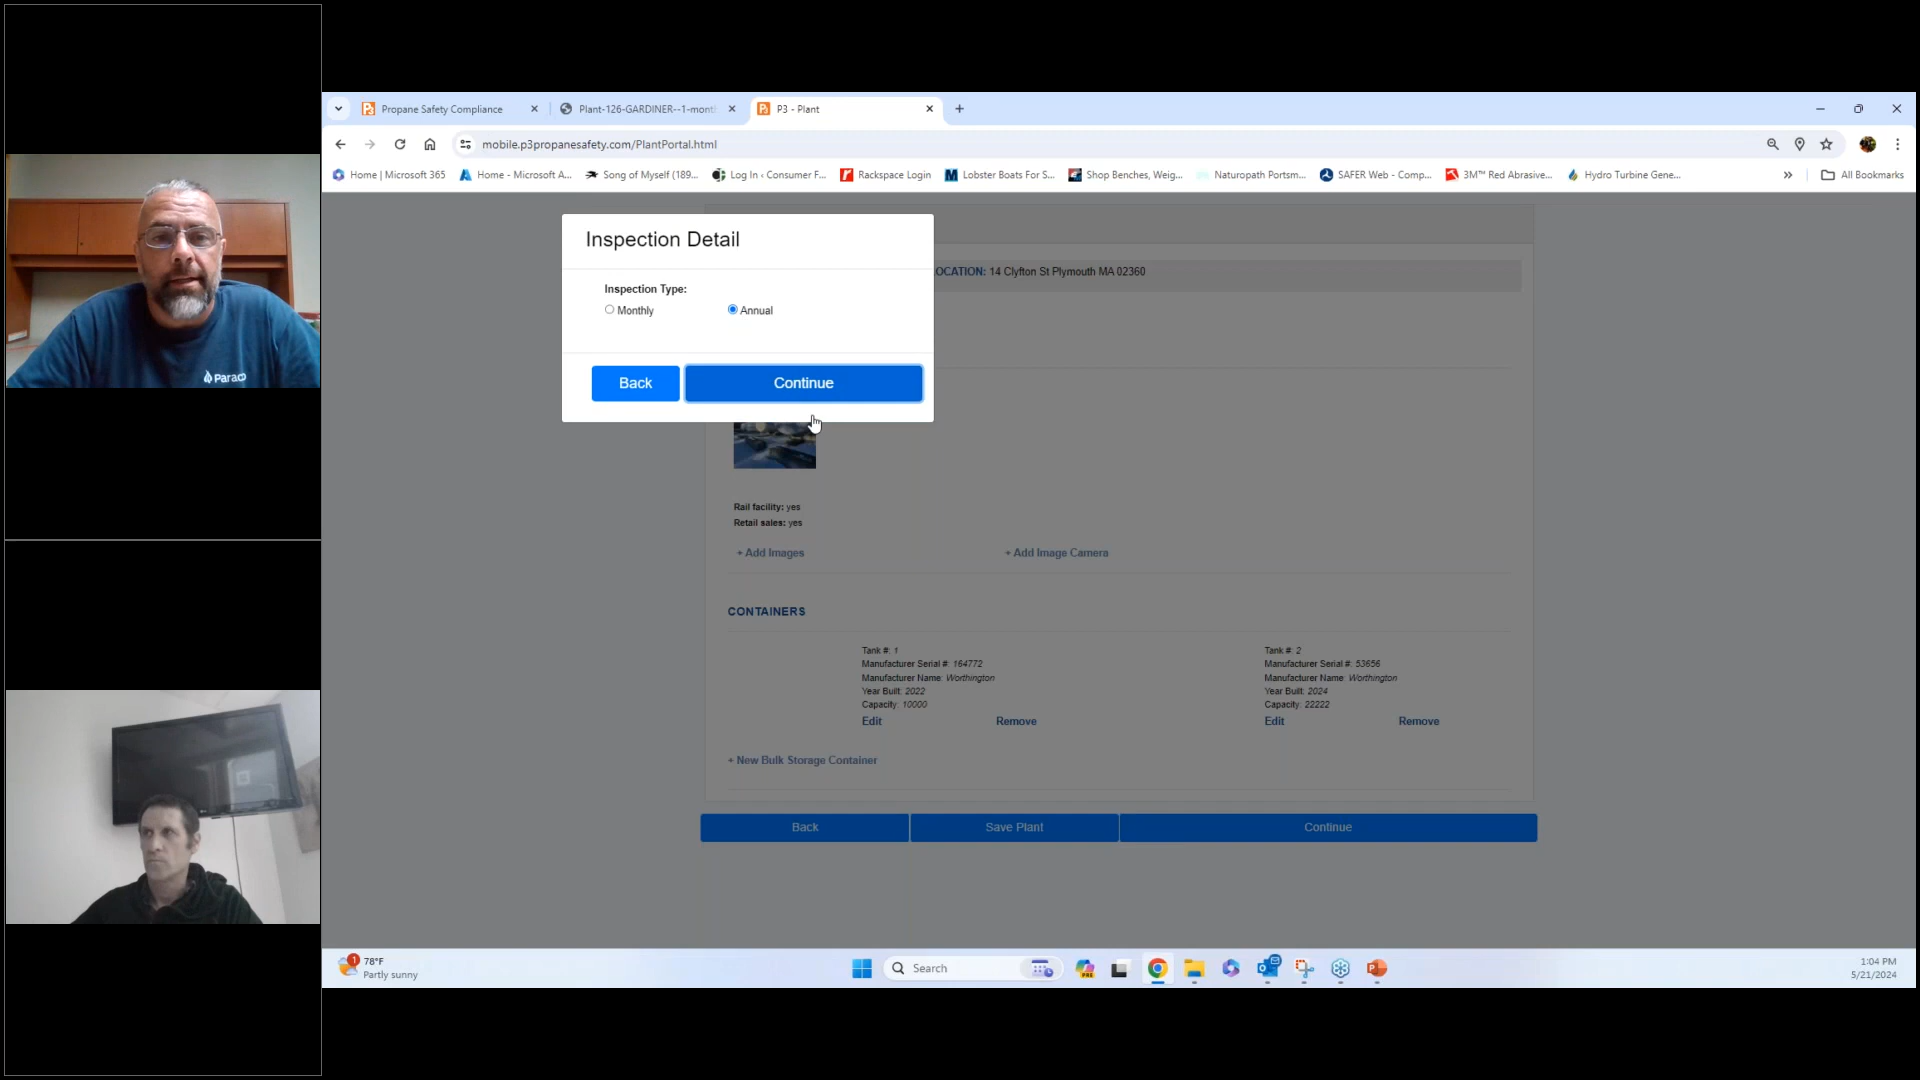 Paraco
Propane Safety Compliance
Plant-126-GARDINER--1-mont
P3 - Plant
mobile.p3propanesafety.com/PlantPortal.html
Home | Microsoft 365
Home - Microsoft A...
Song of Myself (189...
Log In ‹ Consumer F...
Rackspace Login
Lobster Boats For S...
Shop Benches, Weig...
Naturopath Portsm...
SAFER Web - Comp...
3M™ Red Abrasive...
Hydro Turbine Gene...
»
All Bookmarks
Inspection Detail
OCATION: 14 Clyfton St Plymouth MA 02360
Inspection Type:
Monthly
Annual
Back
Continue
Rail facility: yes
Retail sales: yes
+ Add Images
+ Add Image Camera
CONTAINERS
Tank #: 1
Manufacturer Serial #: 164772
Manufacturer Name: Worthington
Year Built: 2022
Capacity: 10000
Edit
Remove
Tank #: 2
Manufacturer Serial #: 53656
Manufacturer Name: Worthington
Year Built: 2024
Capacity: 22222
Edit
Remove
+ New Bulk Storage Container
Back
Save Plant
Continue
1
78°F
Partly sunny
Search
1:04 PM
5/21/2024